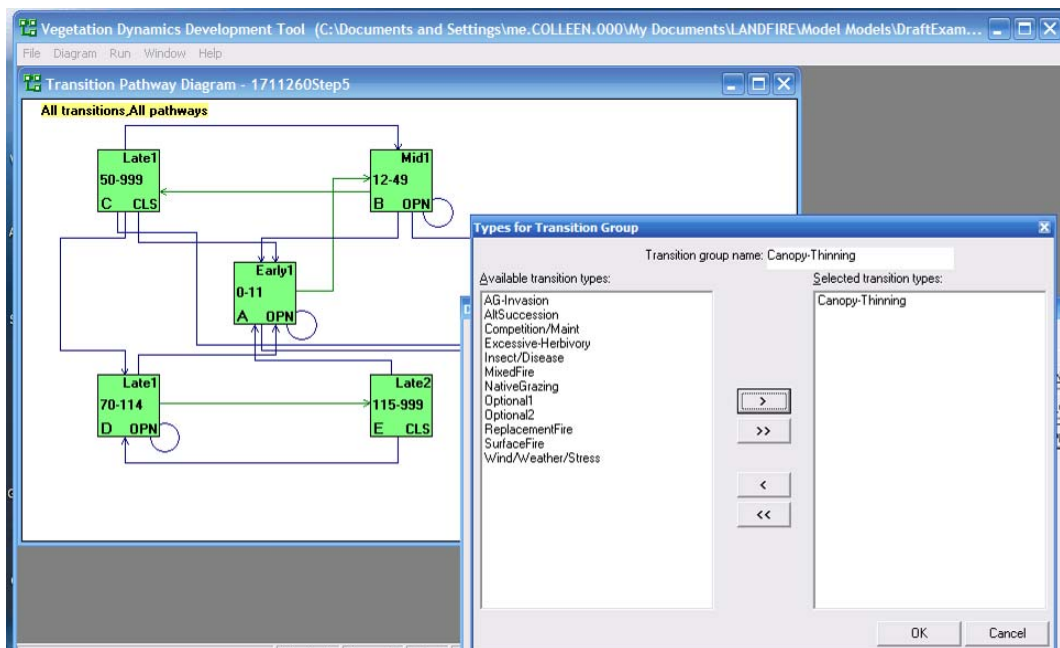 Vegetation Dynamics Development Tool (C:\Documents and Settings\me.COLLEEN.000\My Documents\LANDFIRE\Model Models\DraftExam...
File Diagram Run Window Help
Transition Pathway Diagram - 1711260Step5
All transitions,All pathways
Late1
50-999
C CLS
Mid1
12-49
B OPN
Early1
0-11
A OPN
Late1
70-114
D OPN
Late2
115-999
E CLS
Types for Transition Group
Transition group name: Canopy-Thinning
Available transition types:
AG-Invasion
AltSuccession
Competition/Maint
Excessive-Herbivory
Insect/Disease
MixedFire
NativeGrazing
Optional1
Optional2
ReplacementFire
SurfaceFire
Wind/Weather/Stress
>
>>
<
<<
Selected transition types:
Canopy-Thinning
OK Cancel